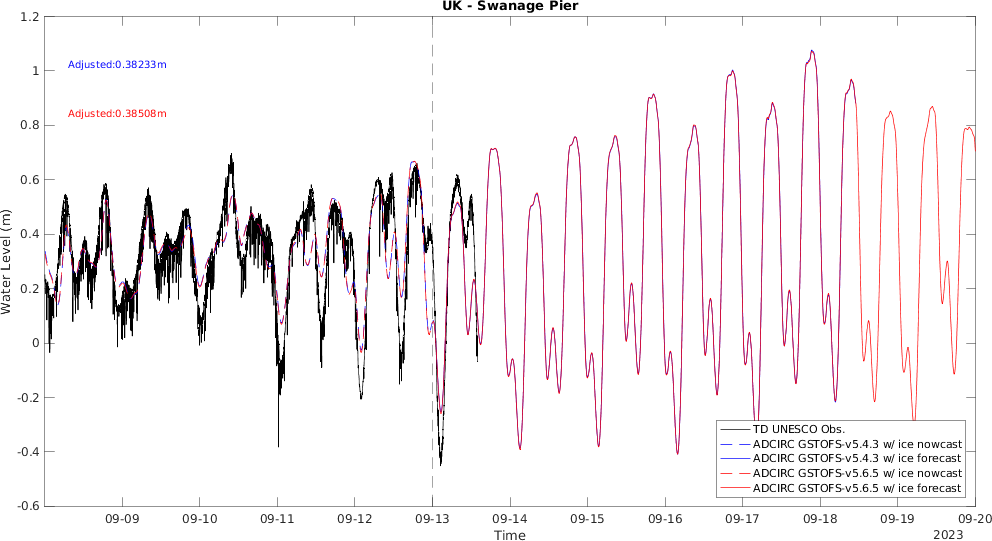 UK - Swanage Pier
1.2
1
0.8
0.6
0.4
0.2
0
-0.2
-0.4
-0.6
Water Level (m)
Adjusted:0.38233m
Adjusted:0.38508m
TD UNESCO Obs.
ADCIRC GSTOFS-v5.4.3 w/ ice nowcast
ADCIRC GSTOFS-v5.4.3 w/ ice forecast
ADCIRC GSTOFS-v5.6.5 w/ ice nowcast
ADCIRC GSTOFS-v5.6.5 w/ ice forecast
09-09 09-10 09-11 09-12 09-13 09-14 09-15 09-16 09-17 09-18 09-19 09-20
Time
2023